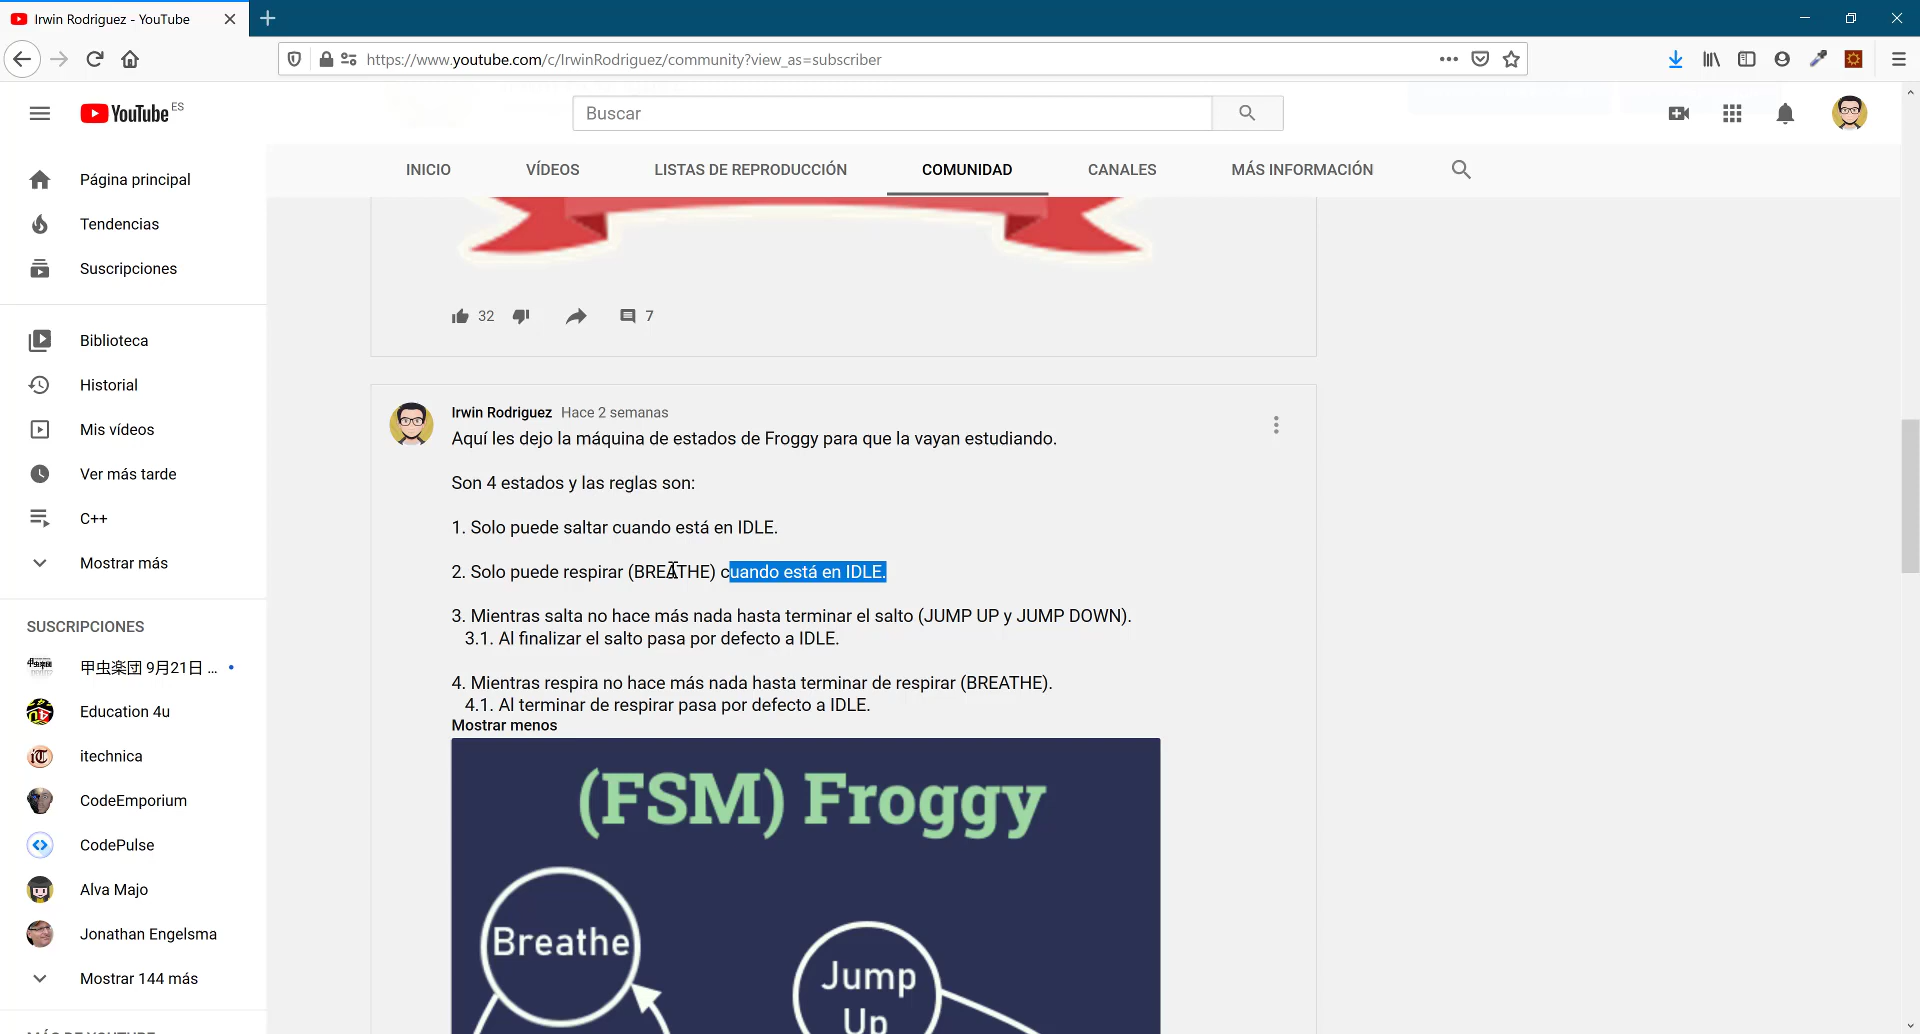 Irwin Rodriguez - YouTube
https://www.youtube.com/c/IrwinRodriguez/community?view_as=subscriber
YouTube ES
Buscar
INICIO
VÍDEOS
LISTAS DE REPRODUCCIÓN
COMUNIDAD
CANALES
MÁS INFORMACIÓN
Página principal
Tendencias
Suscripciones
Biblioteca
Historial
Mis vídeos
Ver más tarde
C++
Mostrar más
SUSCRIPCIONES
甲虫楽団 9月21日 ...
Education 4u
itechnica
CodeEmporium
CodePulse
Alva Majo
Jonathan Engelsma
Mostrar 144 más
MÁS DE YOUTUBE
32
7
Irwin Rodriguez Hace 2 semanas
Aquí les dejo la máquina de estados de Froggy para que la vayan estudiando.
Son 4 estados y las reglas son:
1. Solo puede saltar cuando está en IDLE.
2. Solo puede respirar (BREATHE) cuando está en IDLE.
3. Mientras salta no hace más nada hasta terminar el salto (JUMP UP y JUMP DOWN).
3.1. Al finalizar el salto pasa por defecto a IDLE.
4. Mientras respira no hace más nada hasta terminar de respirar (BREATHE).
4.1. Al terminar de respirar pasa por defecto a IDLE.
Mostrar menos
(FSM) Froggy
Breathe
Jump
Up